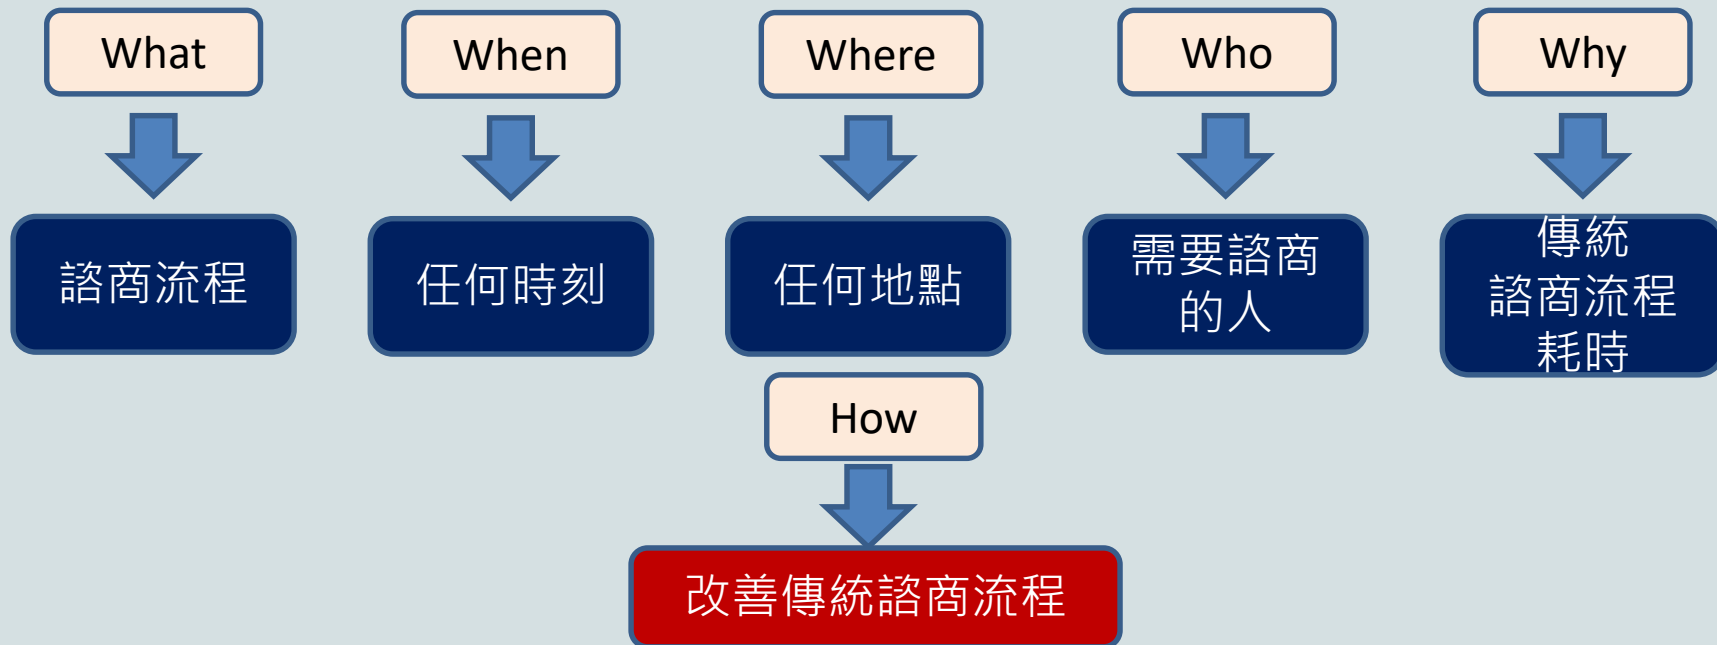 What
When
Where
Who
Why
諮商流程
任何時刻
任何地點
需要諮商
的人
傳統
諮商流程
耗時
How
改善傳統諮商流程